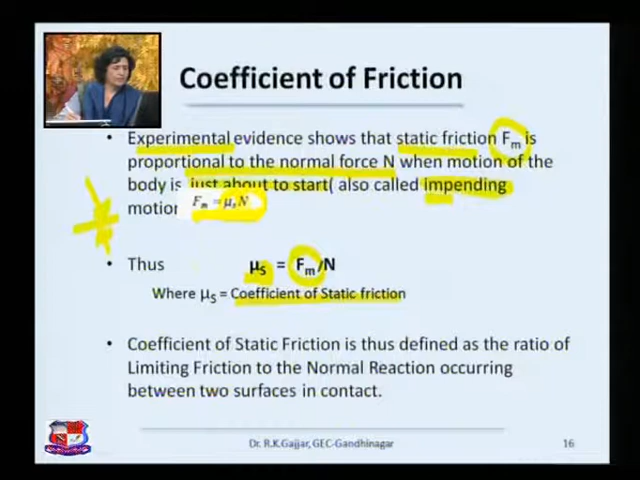 Coefficient of Friction
• Experimental evidence shows that static friction Fm is
proportional to the normal force N when motion of the
body is just about to start( also called Impending
motion Fm = μsN
• Thus μS = Fm/N
Where μS = Coefficient of Static friction
• Coefficient of Static Friction is thus defined as the ratio of
Limiting Friction to the Normal Reaction occurring
between two surfaces in contact.
Dr. R.K.Gajjar, GEC-Gandhinagar 16